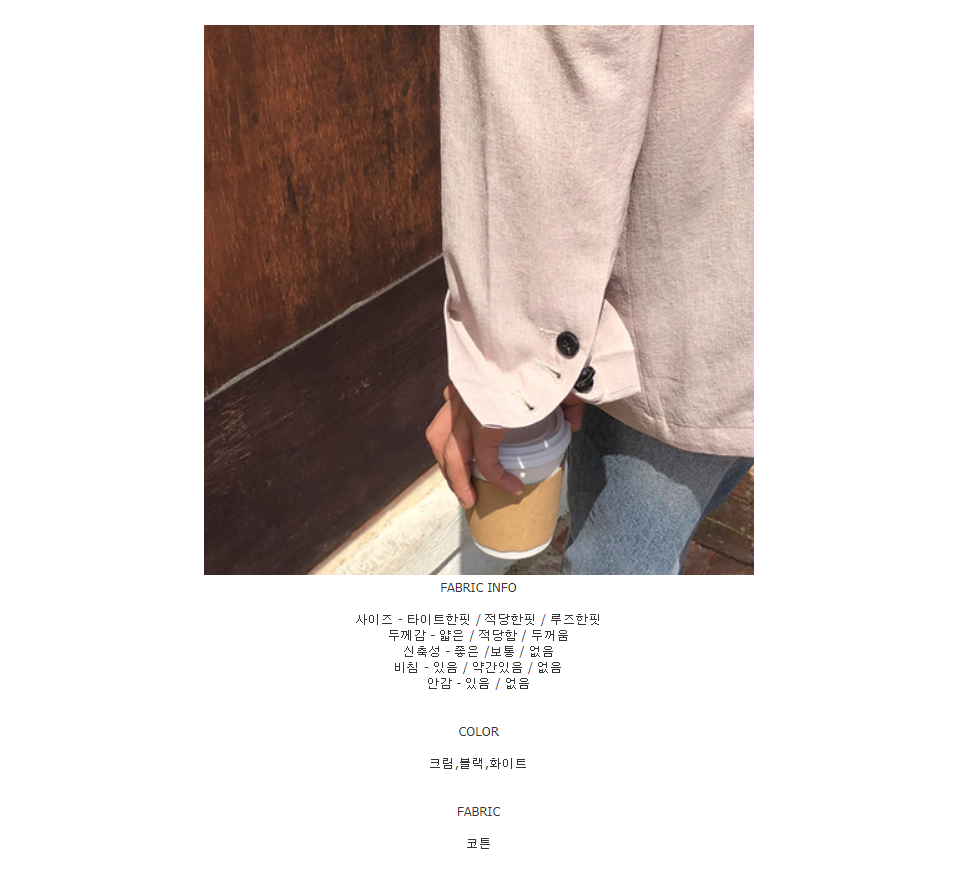 FABRIC INFO
사이즈 - 타이트한핏 / 적당한핏 / 루즈한핏
두께감 - 얇은 / 적당함 / 두꺼움
신축성 - 좋은 /보통 / 없음
비침 - 있음 / 약간있음 / 없음
안감 - 있음 / 없음
COLOR
크림,블랙,화이트
FABRIC
코튼